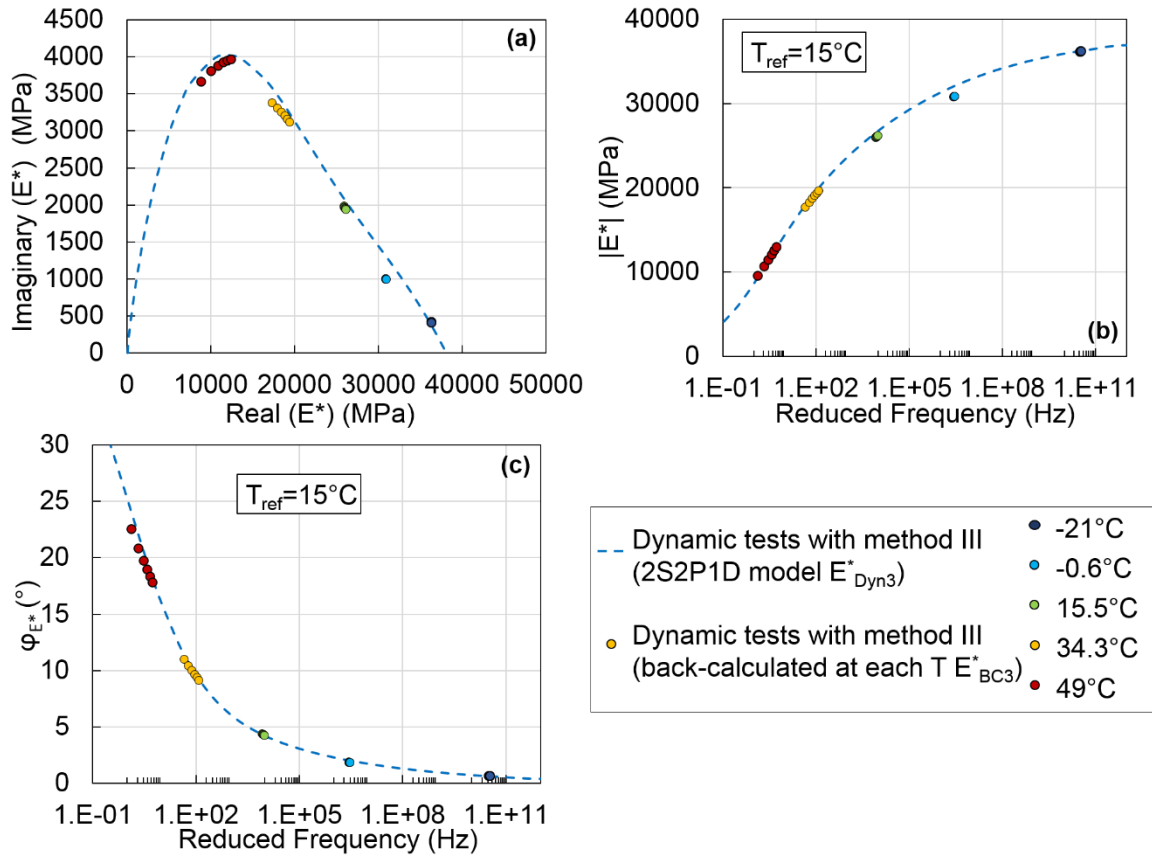 (a)
4500
4000
3500
3000
2500
2000
1500
1000
500
0
Imaginary (E*) (MPa)
0 10000 20000 30000 40000 50000
Real (E*) (MPa)
(b)
T_ref=15°C
40000
30000
20000
10000
0
|E*| (MPa)
1.E-01 1.E+02 1.E+05 1.E+08 1.E+11
Reduced Frequency (Hz)
(c)
T_ref=15°C
30
25
20
15
10
5
0
φ_E* (°)
1.E-01 1.E+02 1.E+05 1.E+08 1.E+11
Reduced Frequency (Hz)
Dynamic tests with method III
(2S2P1D model E*_Dyn3)
Dynamic tests with method III
(back-calculated at each T E*_BC3)
-21°C
-0.6°C
15.5°C
34.3°C
49°C